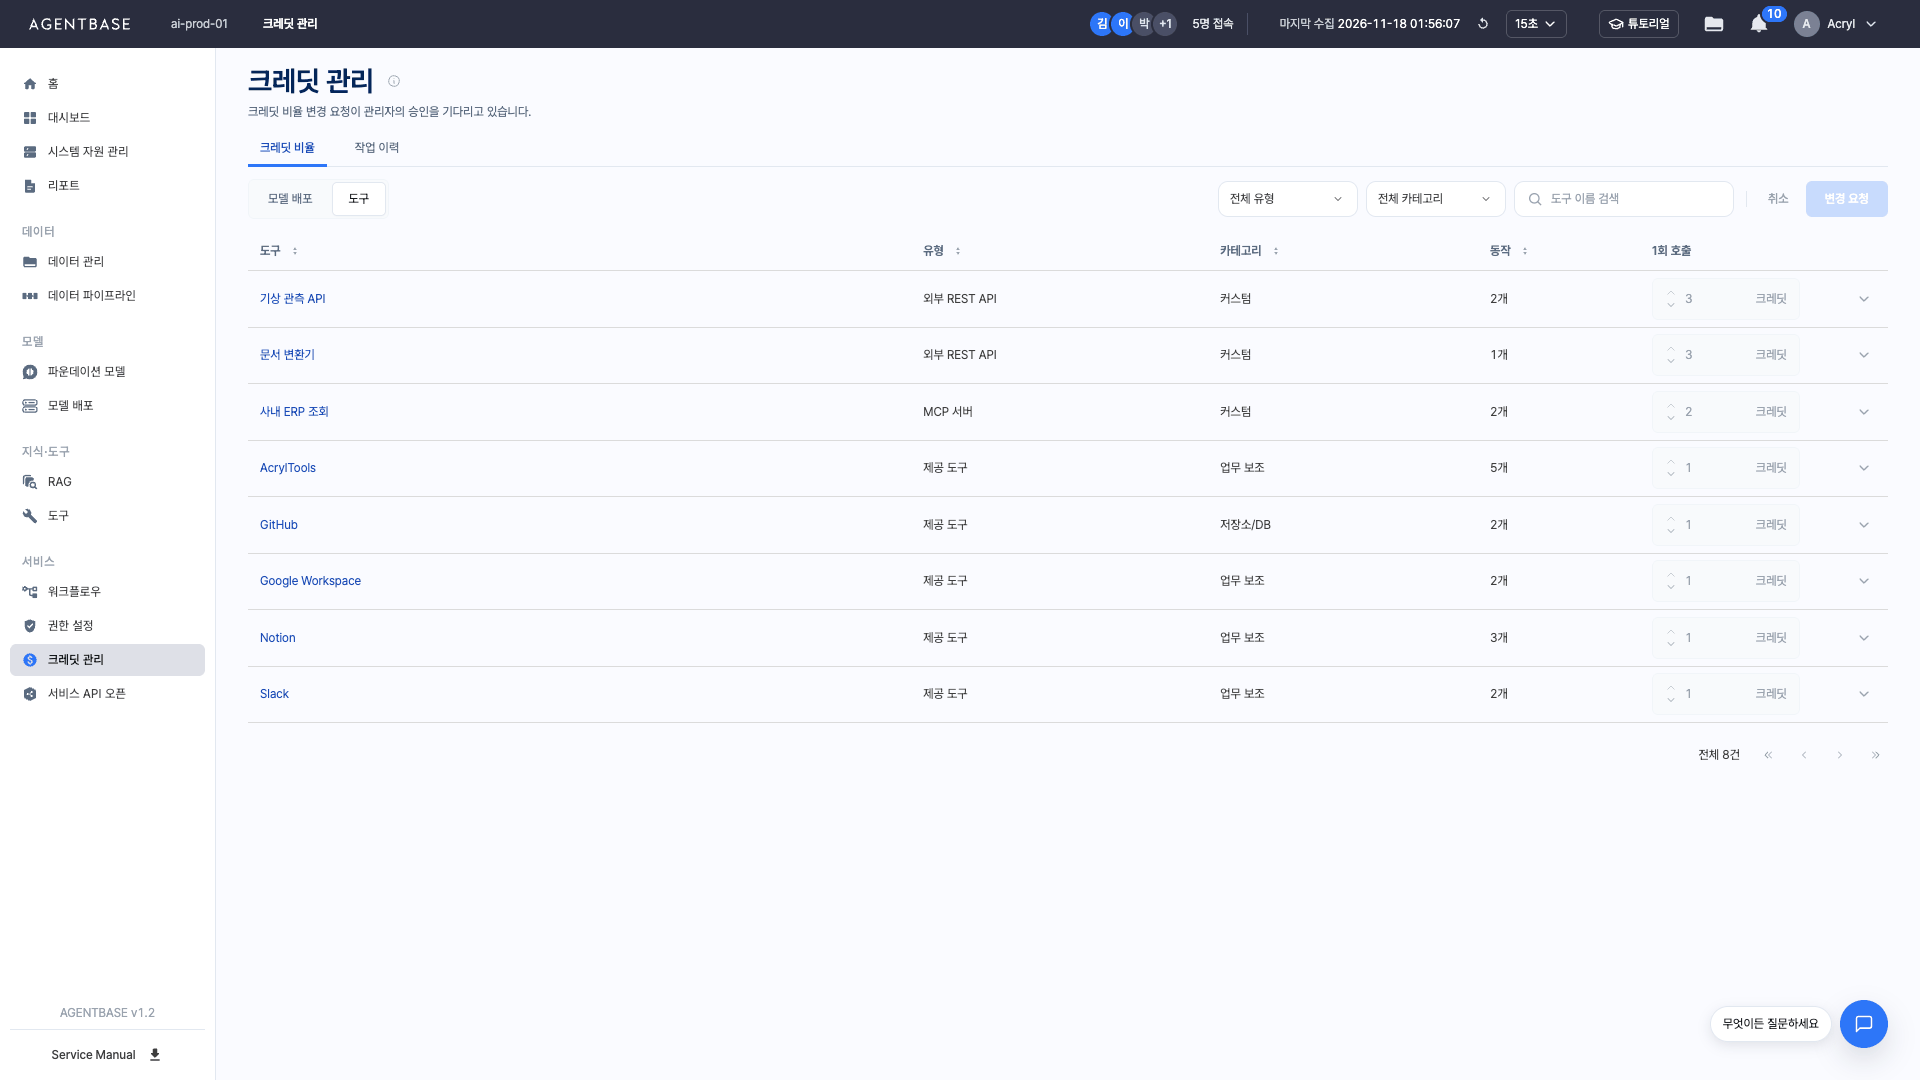 AGENTBASE
ai-prod-01
크레딧 관리
김 이 박 +1
5명 접속
마지막 수집 2026-11-18 01:56:07
15초
튜토리얼
10
A
Acryl
홈
대시보드
시스템 자원 관리
리포트
데이터
데이터 관리
데이터 파이프라인
모델
파운데이션 모델
모델 배포
지식·도구
RAG
도구
서비스
워크플로우
권한 설정
크레딧 관리
서비스 API 오픈
AGENTBASE v1.2
Service Manual
크레딧 관리
크레딧 비율 변경 요청이 관리자의 승인을 기다리고 있습니다.
크레딧 비율 작업 이력
모델 배포 도구
전체 유형 전체 카테고리 도구 이름 검색 취소 변경 요청
도구 유형 카테고리 동작 1회 호출
기상 관측 API 외부 REST API 커스텀 2개 3 크레딧
문서 변환기 외부 REST API 커스텀 1개 3 크레딧
사내 ERP 조회 MCP 서버 커스텀 2개 2 크레딧
AcrylTools 제공 도구 업무 보조 5개 1 크레딧
GitHub 제공 도구 저장소/DB 2개 1 크레딧
Google Workspace 제공 도구 업무 보조 2개 1 크레딧
Notion 제공 도구 업무 보조 3개 1 크레딧
Slack 제공 도구 업무 보조 2개 1 크레딧
전체 8건
무엇이든 질문하세요